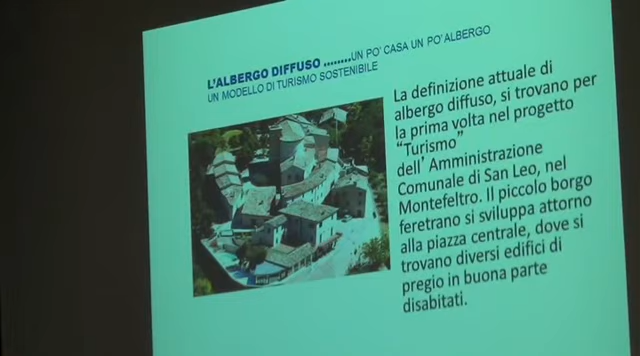 L'ALBERGO DIFFUSO ........UN PO' CASA UN PO' ALBERGO
UN MODELLO DI TURISMO SOSTENIBILE
La definizione attuale di
albergo diffuso, si trovano per
la prima volta nel progetto
“Turismo”
dell’ Amministrazione
Comunale di San Leo, nel
Montefeltro. Il piccolo borgo
feretrano si sviluppa attorno
alla piazza centrale, dove si
trovano diversi edifici di
pregio in buona parte
disabitati.